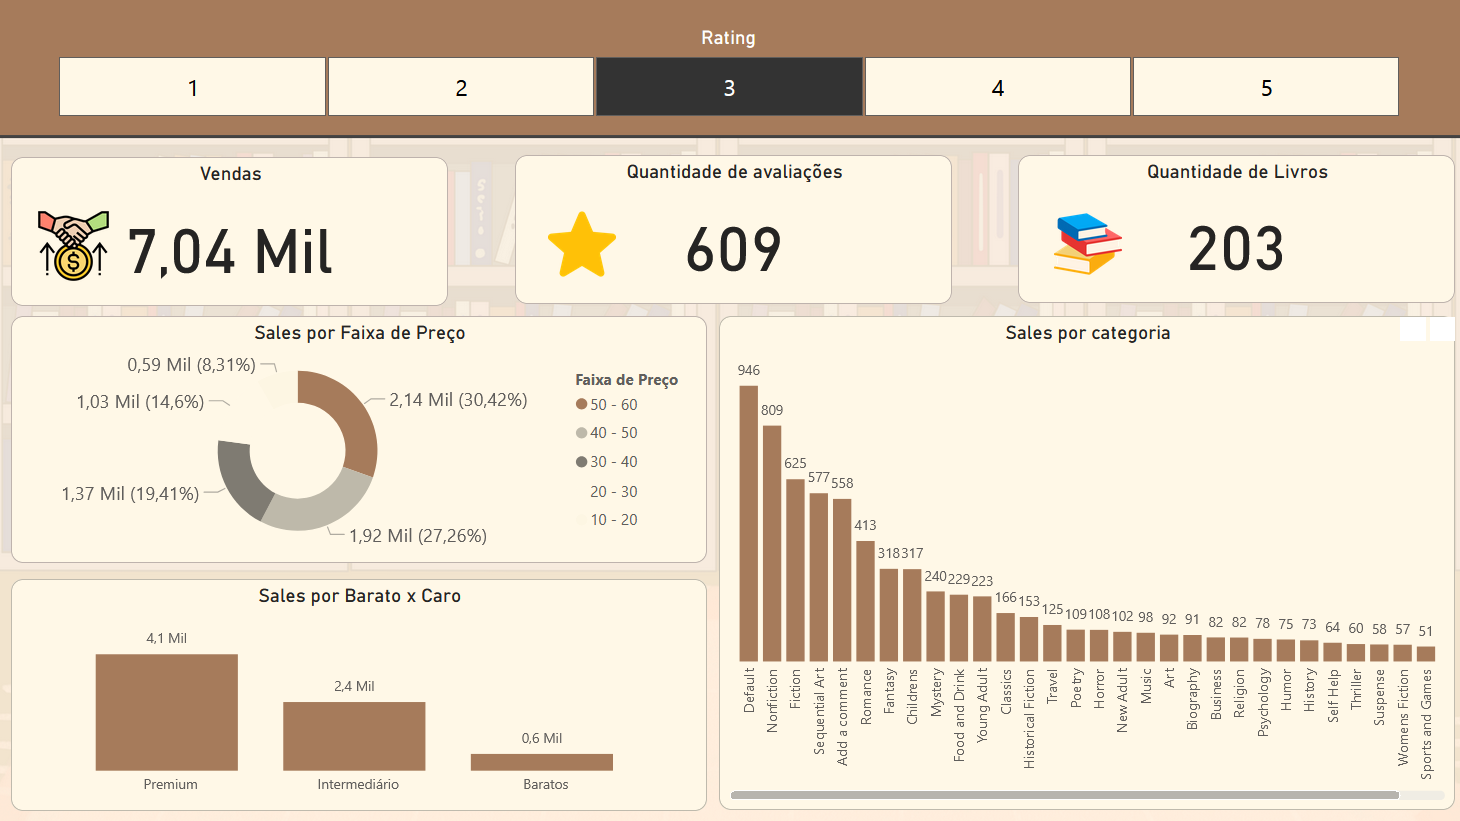 Rating
1
2
3
4
5
Vendas
7,04 Mil
Quantidade de avaliações
609
Quantidade de Livros
203
Sales por Faixa de Preço
0,59 Mil (8,31%)
1,03 Mil (14,6%)
2,14 Mil (30,42%)
1,37 Mil (19,41%)
1,92 Mil (27,26%)
Faixa de Preço
50 - 60
40 - 50
30 - 40
20 - 30
10 - 20
Sales por Barato x Caro
4,1 Mil
2,4 Mil
0,6 Mil
Premium
Intermediário
Baratos
Sales por categoria
946
809
625
577
558
413
318
317
240
229
223
166
153
125
109
108
102
98
92
91
82
82
78
75
73
64
60
58
57
51
Default
Nonfiction
Fiction
Sequential Art
Add a comment
Romance
Fantasy
Childrens
Mystery
Food and Drink
Young Adult
Classics
Historical Fiction
Travel
Poetry
Horror
New Adult
Music
Art
Biography
Business
Religion
Psychology
Humor
History
Self Help
Thriller
Suspense
Womens Fiction
Sports and Games